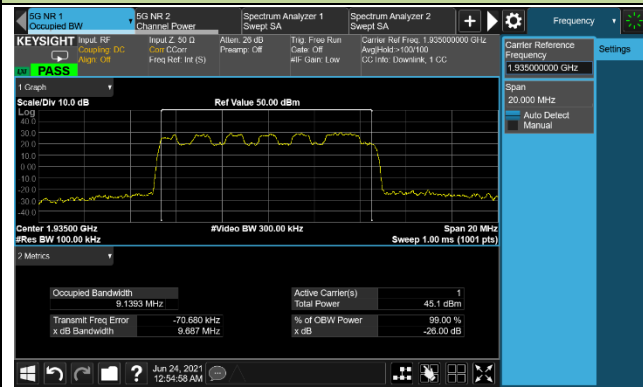 5G NR 1
Occupied BW
5G NR 2
Channel Power
Spectrum Analyzer 1
Swept SA
Spectrum Analyzer 2
Swept SA
Frequency
KEYSIGHT
Input: RF
Coupling: DC
Align: Off
Input Z: 50 Ω
Corr CCorr
Freq Ref: Int (S)
Atten: 26 dB
Preamp: Off
Trig: Free Run
Gate: Off
#IF Gain: Low
Carrier Ref Freq: 1.935000000 GHz
Avg|Hold:>100/100
CC Info: Downlink, 1 CC
LXI
PASS
Carrier Reference
Frequency
1.935000000 GHz
Settings
Span
20.000 MHz
Auto Detect
Manual
1 Graph
Scale/Div 10.0 dB
Ref Value 50.00 dBm
Log
40.0
30.0
20.0
10.0
0.00
-10.0
-20.0
-30.0
-40.0
Center 1.93500 GHz
#Video BW 300.00 kHz
Span 20 MHz
#Res BW 100.00 kHz
Sweep 1.00 ms (1001 pts)
2 Metrics
Occupied Bandwidth
9.1393 MHz
Active Carrier(s)
1
Total Power
45.1 dBm
Transmit Freq Error
-70.680 kHz
% of OBW Power
99.00 %
x dB Bandwidth
9.687 MHz
x dB
-26.00 dB
Jun 24, 2021
12:54:58 AM